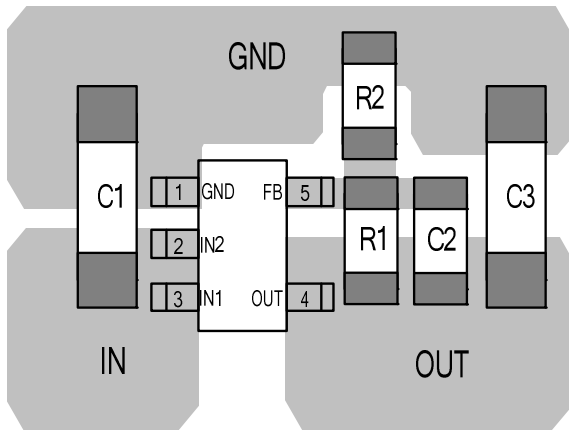 GND
R2
C1
1 GND FB 5
C3
2 IN2
R1
C2
3 IN1 OUT 4
IN
OUT